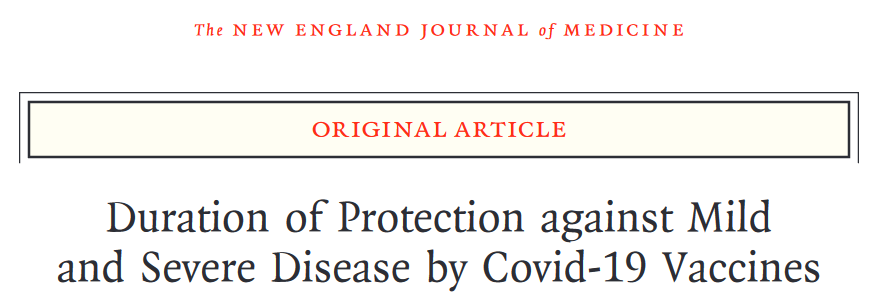 The NEW ENGLAND JOURNAL of MEDICINE
ORIGINAL ARTICLE
Duration of Protection against Mild
and Severe Disease by Covid-19 Vaccines